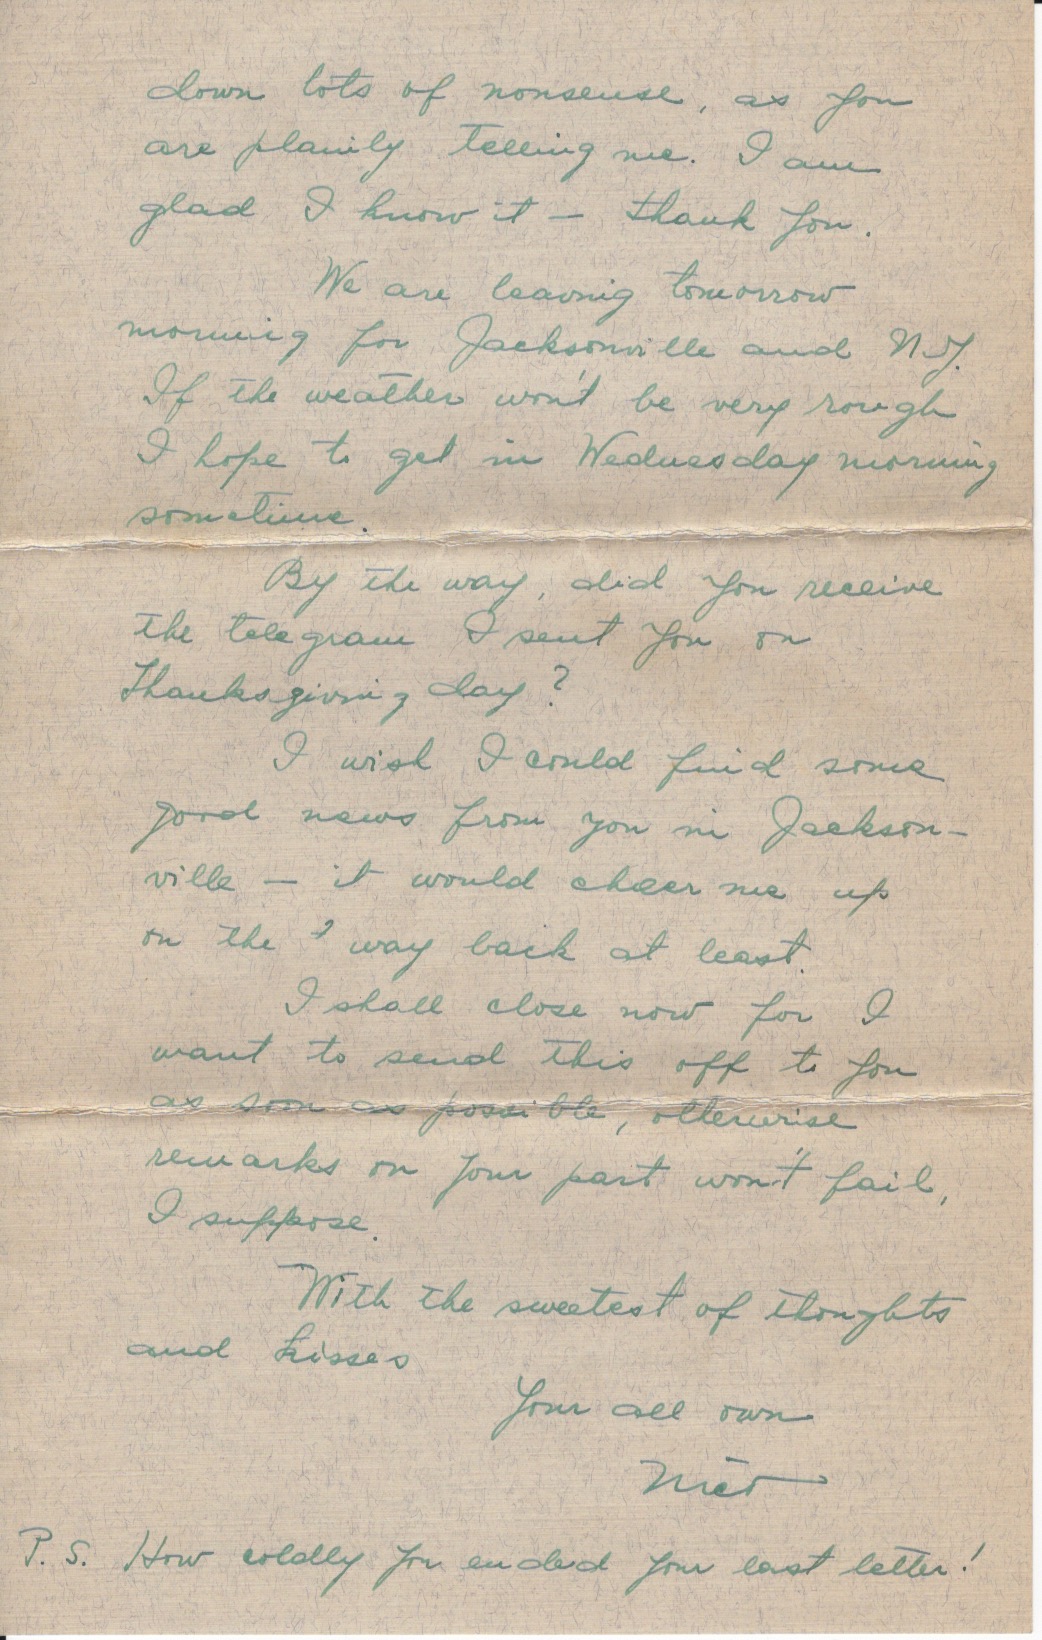 down lots of nonsense, as you
are plainly telling me. I am
glad I know it – thank you.
We are leaving tomorrow
morning for Jacksonville and N.Y.
If the weather won't be very rough
I hope to get in Wednesday morning
sometime.
By the way, did you receive
the telegram I sent you on
Thanksgiving day?
I wish I could find some
good news from you in Jackson-
ville – it would cheer me up
on the way back at least.
I shall close now for I
want to send this off to you
as soon as possible, otherwise
remarks on your part won't fail,
I suppose.
With the sweetest of thoughts
and kisses
Your all own
P.S. How coldly you ended your last letter!